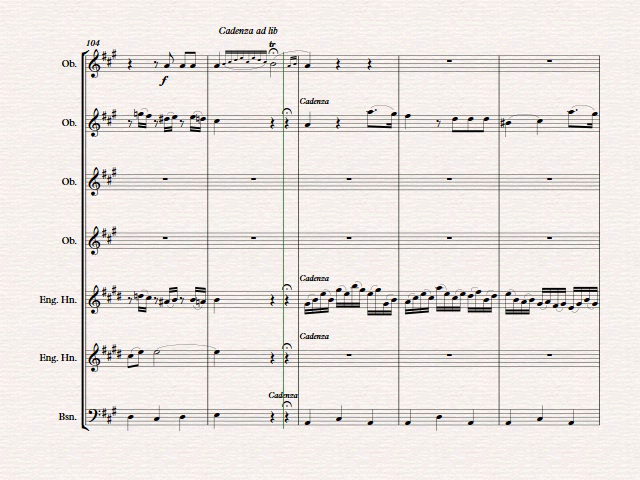 Cadenza ad lib
104
tr
Ob.
f
Cadenza
Ob.
Ob.
Ob.
Cadenza
Eng. Hn.
Cadenza
Eng. Hn.
Cadenza
Bsn.